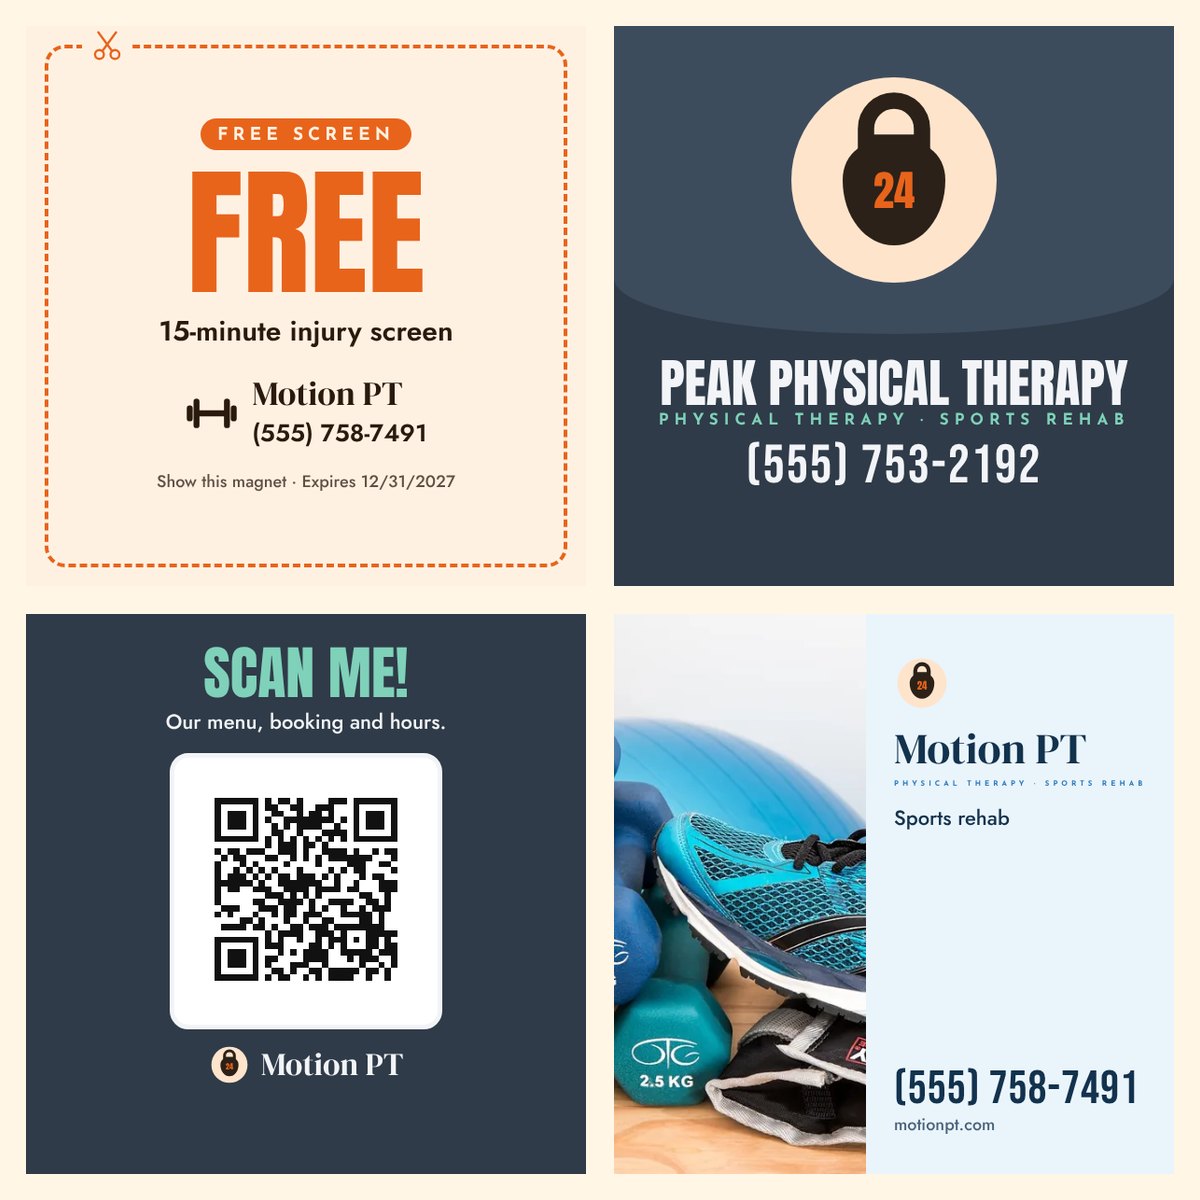 FREE SCREEN
FREE
15-minute injury screen
Motion PT
(555) 758-7491
Show this magnet · Expires 12/31/2027
24
PEAK PHYSICAL THERAPY
PHYSICAL THERAPY · SPORTS REHAB
(555) 753-2192
SCAN ME!
Our menu, booking and hours.
24
Motion PT
24
Motion PT
PHYSICAL THERAPY · SPORTS REHAB
Sports rehab
2.5 KG
(555) 758-7491
motionpt.com